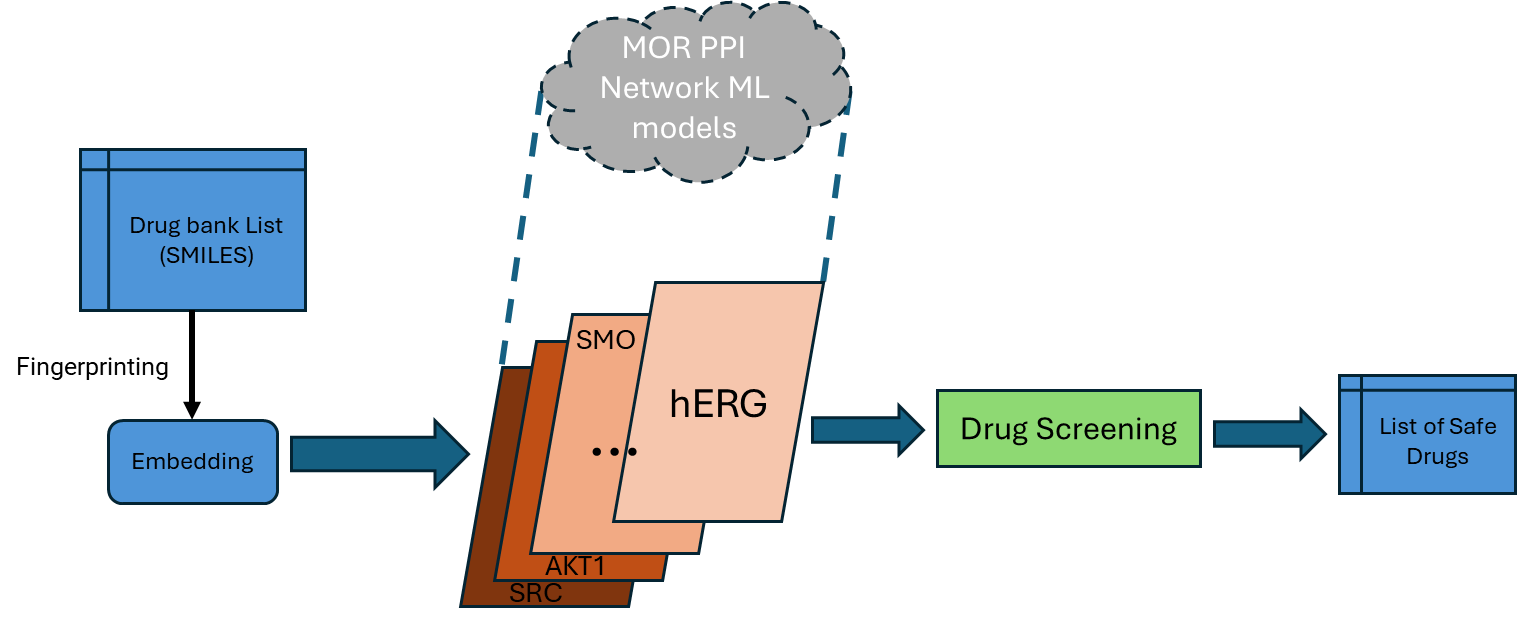 MOR PPI
Network ML
models
Drug bank List
(SMILES)
Fingerprinting
Embedding
SMO
hERG
...
AKT1
SRC
Drug Screening
List of Safe
Drugs